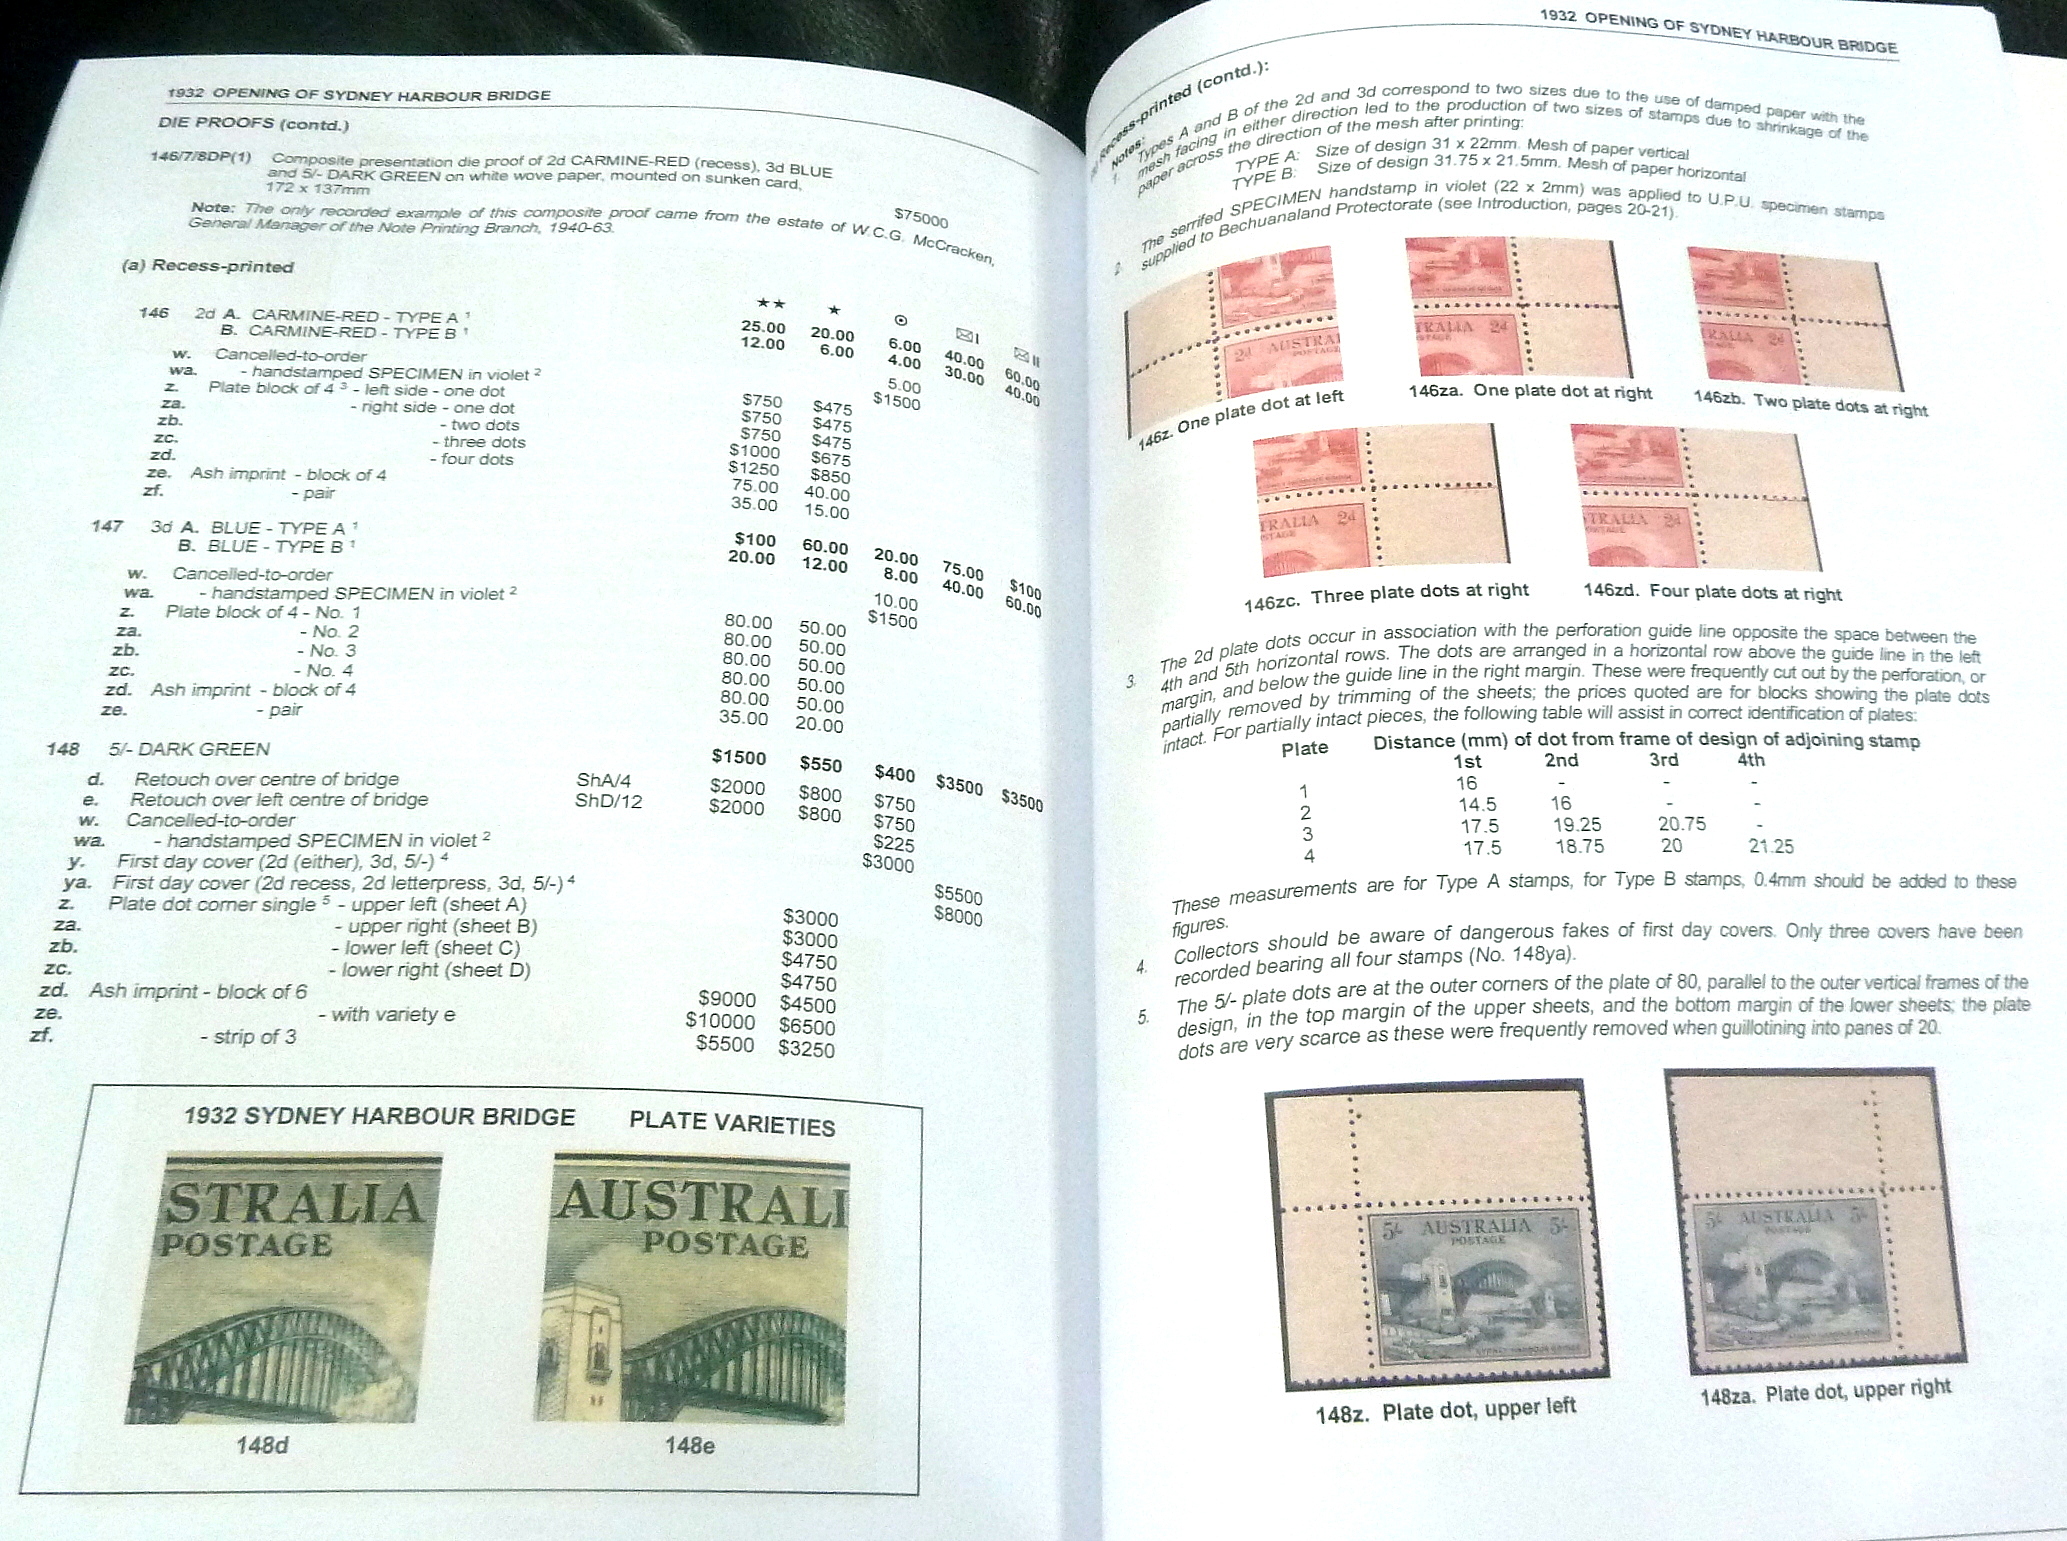 1932 OPENING OF SYDNEY HARBOUR BRIDGE
DIE PROOFS (contd.)
146/7/8DP(1) Composite presentation die proof of 2d CARMINE-RED (recess), 3d BLUE
and 5/- DARK GREEN on white wove paper, mounted on sunken card,
172 x 137mm $75000
Note: The only recorded example of this composite proof came from the estate of W.C.G. McCracken,
General Manager of the Note Printing Branch, 1940-63.
(a) Recess-printed
★★ ★ ⊙ ✉I ✉II
146 2d A. CARMINE-RED - TYPE A ¹ 25.00 20.00 6.00 40.00 60.00
B. CARMINE-RED - TYPE B ¹ 12.00 6.00 4.00 30.00 40.00
w. Cancelled-to-order 5.00
wa. - handstamped SPECIMEN in violet ² $1500
z. Plate block of 4 ³ - left side - one dot $750 $475
za. - right side - one dot $750 $475
zb. - two dots $750 $475
zc. - three dots $1000 $675
zd. - four dots $1250 $850
ze. Ash imprint - block of 4 75.00 40.00
zf. - pair 35.00 15.00
147 3d A. BLUE - TYPE A ¹ $100 60.00 20.00 75.00 $100
B. BLUE - TYPE B ¹ 20.00 12.00 8.00 40.00 60.00
w. Cancelled-to-order 10.00
wa. - handstamped SPECIMEN in violet ² $1500
z. Plate block of 4 - No. 1 80.00 50.00
za. - No. 2 80.00 50.00
zb. - No. 3 80.00 50.00
zc. - No. 4 80.00 50.00
zd. Ash imprint - block of 4 80.00 50.00
ze. - pair 35.00 20.00
148 5/- DARK GREEN $1500 $550 $400 $3500 $3500
d. Retouch over centre of bridge ShA/4 $2000 $800 $750
e. Retouch over left centre of bridge ShD/12 $2000 $800 $750
w. Cancelled-to-order $225
wa. - handstamped SPECIMEN in violet ² $3000
y. First day cover (2d (either), 3d, 5/-) ⁴ $5500
ya. First day cover (2d recess, 2d letterpress, 3d, 5/-) ⁴ $8000
z. Plate dot corner single ⁵ - upper left (sheet A) $3000
za. - upper right (sheet B) $3000
zb. - lower left (sheet C) $4750
zc. - lower right (sheet D) $4750
zd. Ash imprint - block of 6 $9000 $4500
ze. - with variety e $10000 $6500
zf. - strip of 3 $5500 $3250
1932 SYDNEY HARBOUR BRIDGE PLATE VARIETIES
STRALIA
POSTAGE
AUSTRALI
POSTAGE
148d 148e
1932 OPENING OF SYDNEY HARBOUR BRIDGE
Recess-printed (contd.):
Notes:
1. Types A and B of the 2d and 3d correspond to two sizes due to the use of damped paper with the
mesh facing in either direction led to the production of two sizes of stamps due to shrinkage of the
paper across the direction of the mesh after printing:
TYPE A: Size of design 31 x 22mm. Mesh of paper vertical
TYPE B: Size of design 31.75 x 21.5mm. Mesh of paper horizontal
2. The serrifed SPECIMEN handstamp in violet (22 x 2mm) was applied to U.P.U. specimen stamps
supplied to Bechuanaland Protectorate (see Introduction, pages 20-21).
2d AUSTRA
POSTAGE
TRALIA 2d
STAGE
RALIA 2d
TAGE
146z. One plate dot at left
146za. One plate dot at right
146zb. Two plate dots at right
TRALIA 2d
STAGE
TRALIA 2d
OSTAGE
146zc. Three plate dots at right
146zd. Four plate dots at right
3. The 2d plate dots occur in association with the perforation guide line opposite the space between the
4th and 5th horizontal rows. The dots are arranged in a horizontal row above the guide line in the left
margin, and below the guide line in the right margin. These were frequently cut out by the perforation, or
partially removed by trimming of the sheets; the prices quoted are for blocks showing the plate dots
intact. For partially intact pieces, the following table will assist in correct identification of plates:
Plate Distance (mm) of dot from frame of design of adjoining stamp
1st 2nd 3rd 4th
1 16 - - -
2 14.5 16 - -
3 17.5 19.25 20.75 -
4 17.5 18.75 20 21.25
These measurements are for Type A stamps, for Type B stamps, 0.4mm should be added to these
figures.
4. Collectors should be aware of dangerous fakes of first day covers. Only three covers have been
recorded bearing all four stamps (No. 148ya).
5. The 5/- plate dots are at the outer corners of the plate of 80, parallel to the outer vertical frames of the
design, in the top margin of the upper sheets, and the bottom margin of the lower sheets; the plate
dots are very scarce as these were frequently removed when guillotining into panes of 20.
5/- AUSTRALIA 5/-
POSTAGE
SYDNEY HARBOUR BRIDGE
5/- AUSTRALIA 5/-
POSTAGE
148z. Plate dot, upper left
148za. Plate dot, upper right